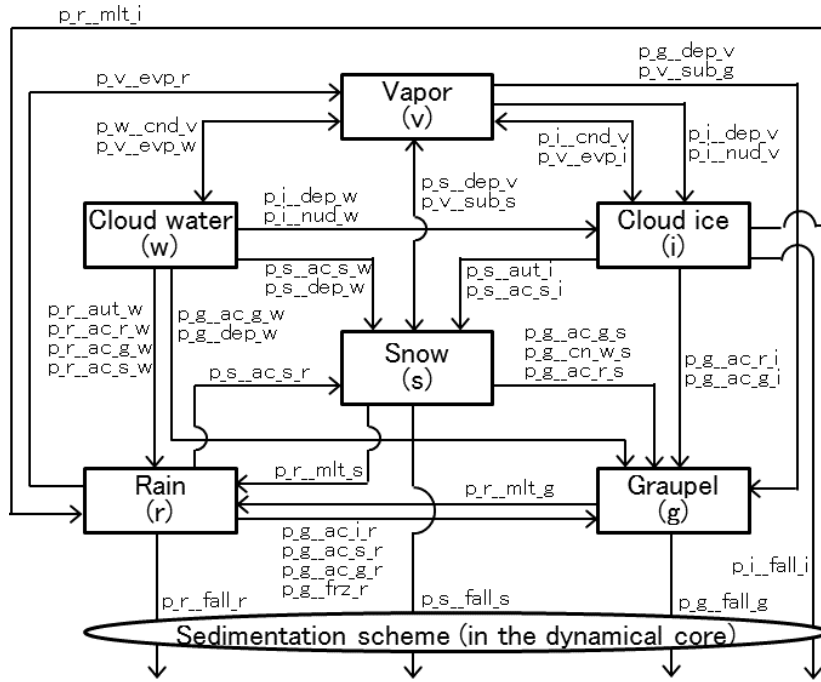 p_r__mlt_i
p_g__dep_v
p_v__sub_g
p_v__evp_r
Vapor
(v)
p_w__cnd_v
p_v__evp_w
p_i__cnd_v
p_v__evp_i
p_i__dep_v
p_i__nud_v
p_s__dep_v
p_v__sub_s
p_i__dep_w
p_i__nud_w
Cloud water
(w)
Cloud ice
(i)
p_s__ac_s_w
p_s__dep_w
p_s__aut_i
p_s__ac_s_i
p_r__aut_w
p_r__ac_r_w
p_r__ac_g_w
p_r__ac_s_w
p_g__ac_g_w
p_g__dep_w
Snow
(s)
p_g__ac_g_s
p_g__cn_w_s
p_g__ac_r_s
p_g__ac_r_i
p_g__ac_g_i
p_s__ac_s_r
p_r__mlt_s
p_r__mlt_g
Rain
(r)
Graupel
(g)
p_g__ac_i_r
p_g__ac_s_r
p_g__ac_g_r
p_g__frz_r
p_i__fall_i
p_r__fall_r
p_s__fall_s
p_g__fall_g
Sedimentation scheme (in the dynamical core)